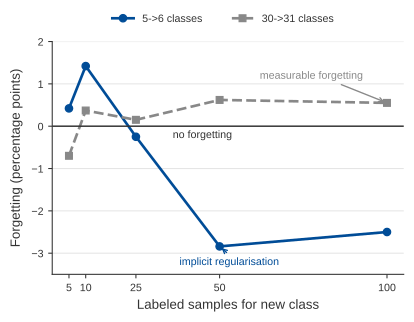 5->6 classes
30->31 classes
Forgetting (percentage points)
2
1
0
−1
−2
−3
measurable forgetting
no forgetting
implicit regularisation
5
10
25
50
100
Labeled samples for new class